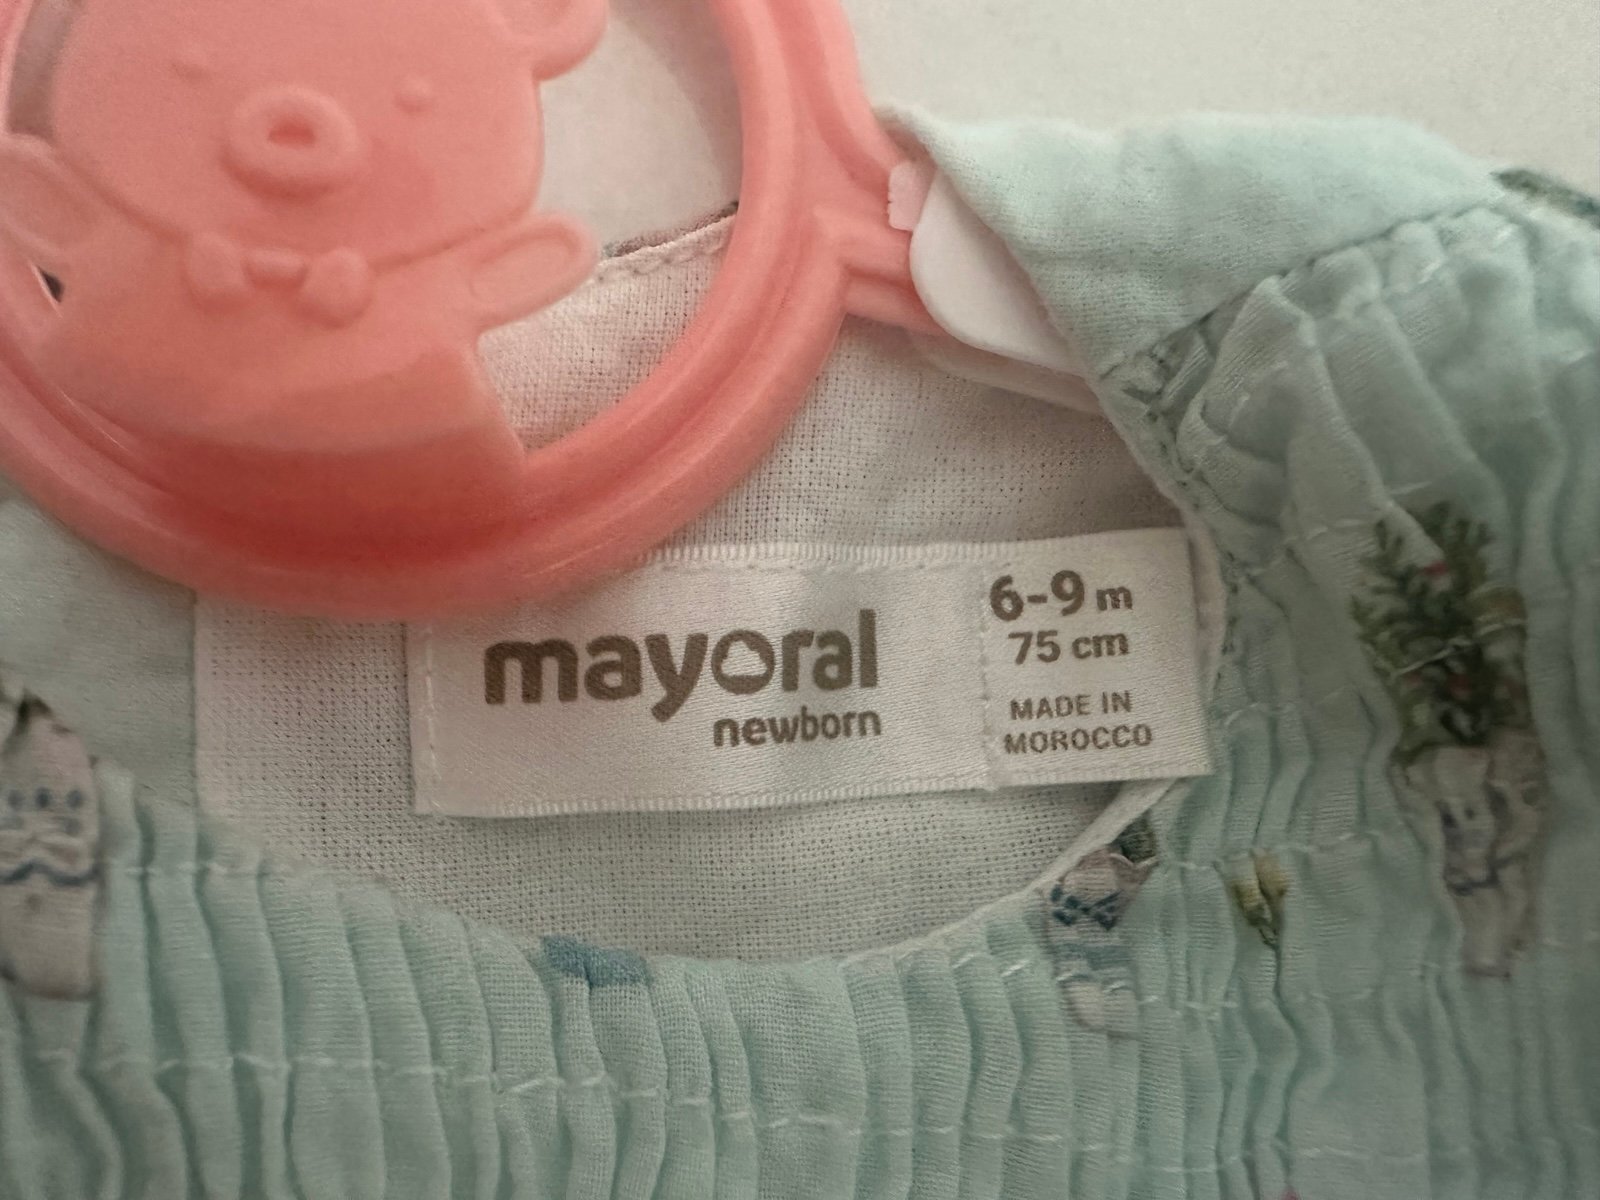 mayoral
newborn
6-9 m
75 cm
MADE IN
MOROCCO